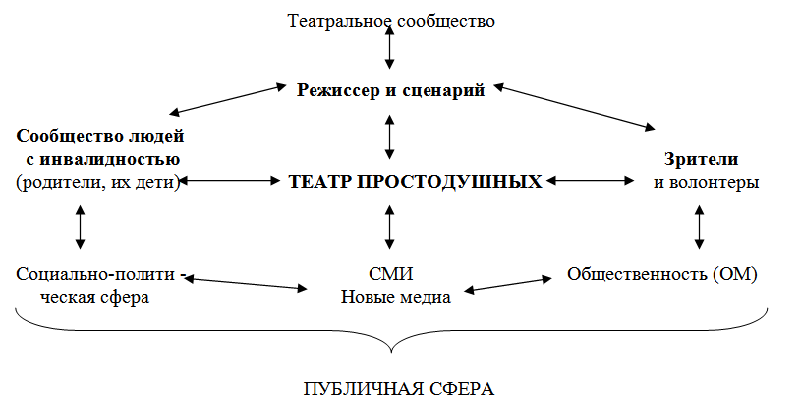 Театральное сообщество
Режиссер и сценарий
Сообщество людей
с инвалидностью
(родители, их дети)
ТЕАТР ПРОСТОДУШНЫХ
Зрители
и волонтеры
Социально-полити -
ческая сфера
СМИ
Новые медиа
Общественность (ОМ)
ПУБЛИЧНАЯ СФЕРА